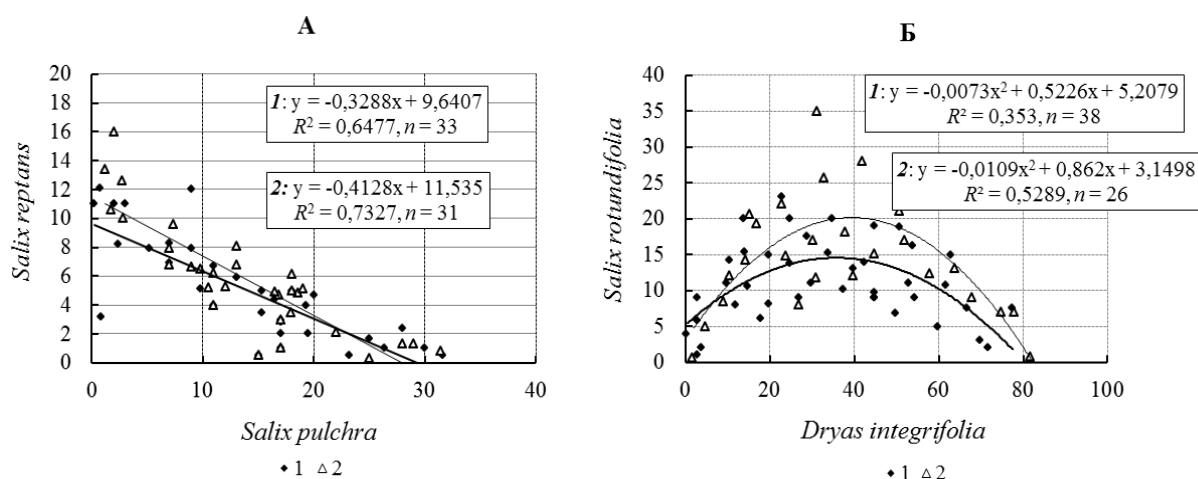 А
20
18
16
14
12
10
8
6
4
2
0
0 10 20 30 40
Salix reptans
1: y = -0,3288x + 9,6407
R² = 0,6477, n = 33
2: y = -0,4128x + 11,535
R² = 0,7327, n = 31
Salix pulchra
1 2
Б
40
35
30
25
20
15
10
5
0
0 20 40 60 80 100
Salix rotundifolia
1: y = -0,0073x² + 0,5226x + 5,2079
R² = 0,353, n = 38
2: y = -0,0109x² + 0,862x + 3,1498
R² = 0,5289, n = 26
Dryas integrifolia
1 2